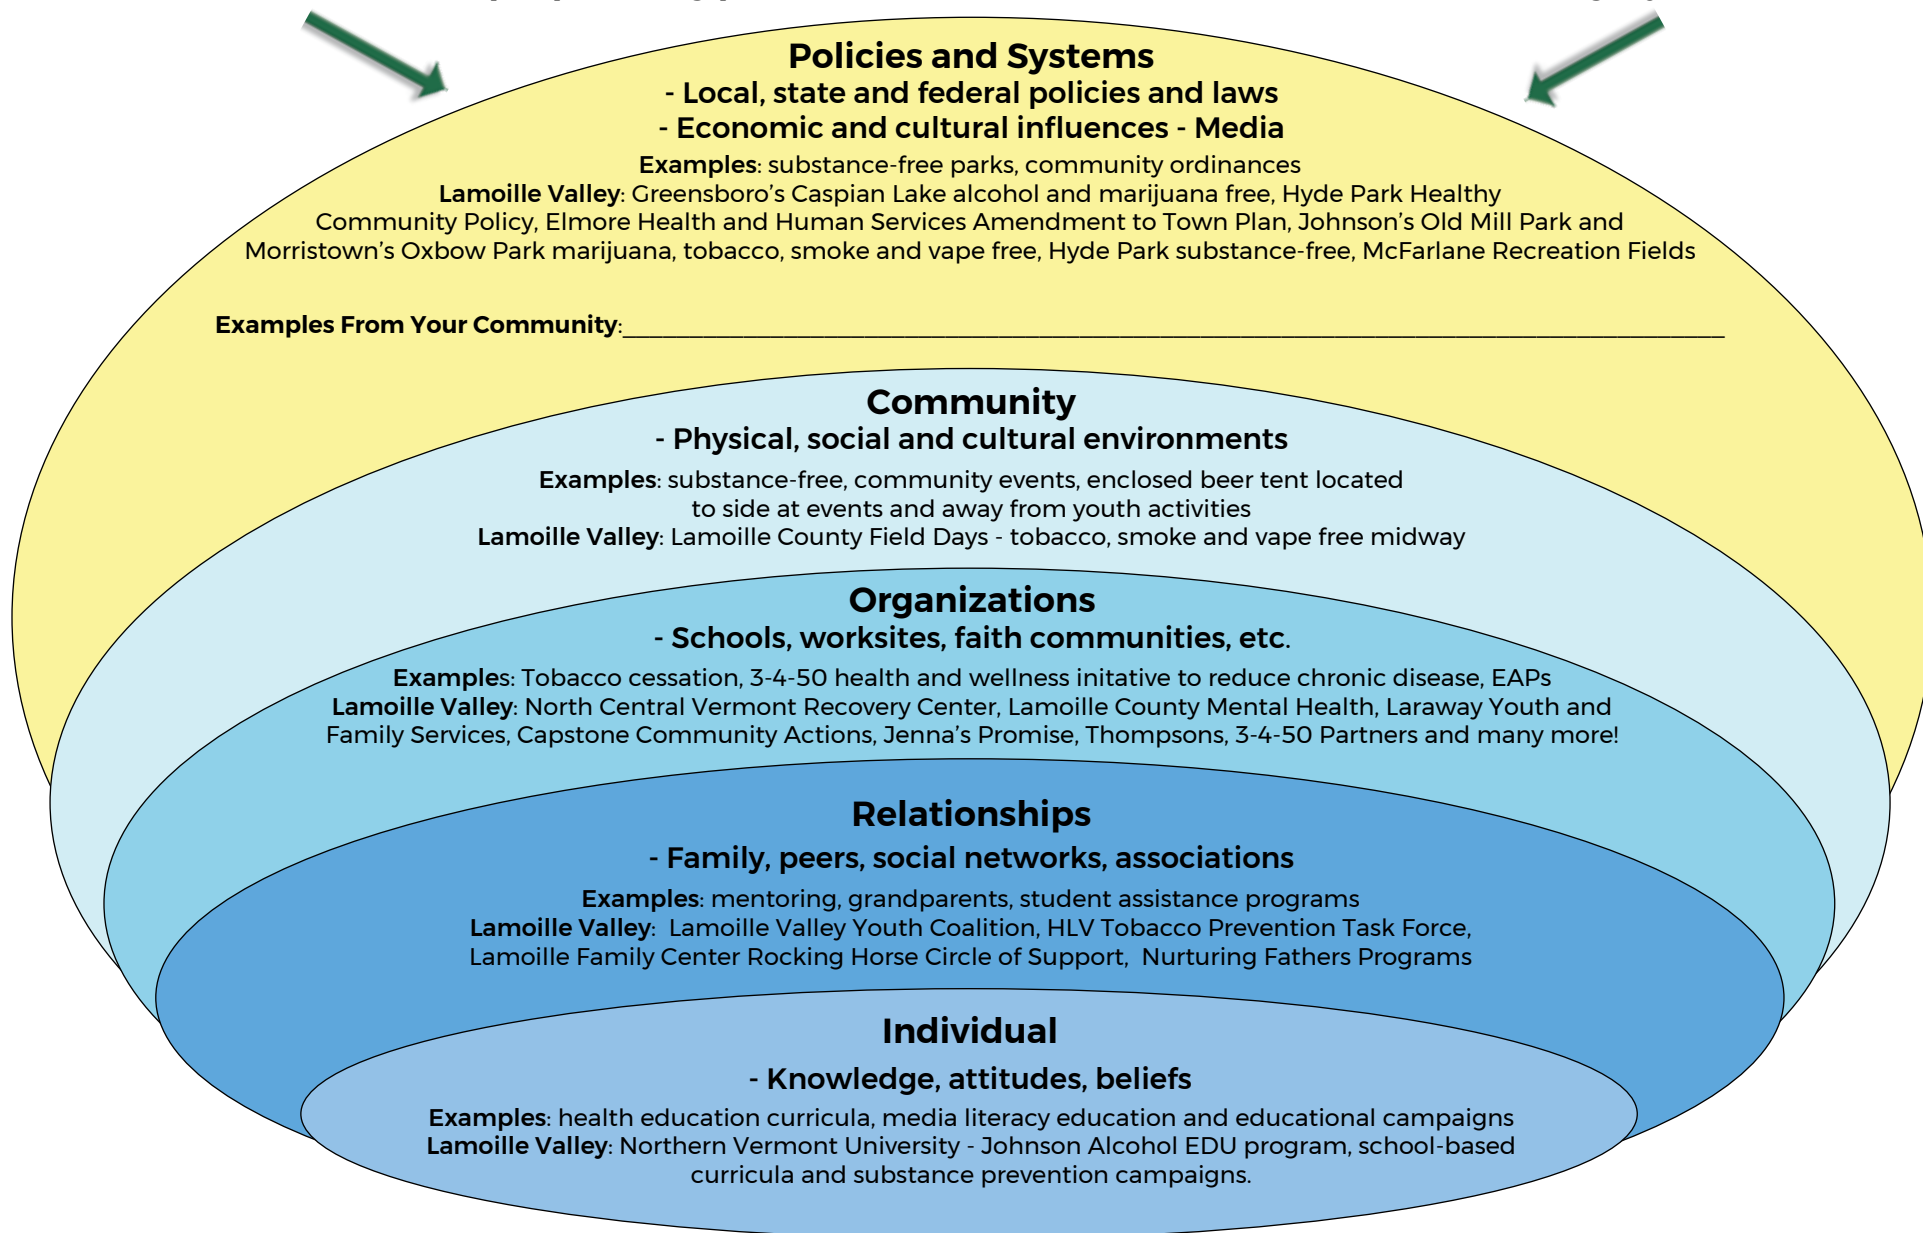 Policies and Systems
- Local, state and federal policies and laws
- Economic and cultural influences - Media
Examples: substance-free parks, community ordinances
Lamoille Valley: Greensboro's Caspian Lake alcohol and marijuana free, Hyde Park Healthy
Community Policy, Elmore Health and Human Services Amendment to Town Plan, Johnson's Old Mill Park and
Morristown's Oxbow Park marijuana, tobacco, smoke and vape free, Hyde Park substance-free, McFarlane Recreation Fields
Examples From Your Community:
Community
- Physical, social and cultural environments
Examples: substance-free, community events, enclosed beer tent located
to side at events and away from youth activities
Lamoille Valley: Lamoille County Field Days - tobacco, smoke and vape free midway
Organizations
- Schools, worksites, faith communities, etc.
Examples: Tobacco cessation, 3-4-50 health and wellness initative to reduce chronic disease, EAPs
Lamoille Valley: North Central Vermont Recovery Center, Lamoille County Mental Health, Laraway Youth and
Family Services, Capstone Community Actions, Jenna's Promise, Thompsons, 3-4-50 Partners and many more!
Relationships
- Family, peers, social networks, associations
Examples: mentoring, grandparents, student assistance programs
Lamoille Valley: Lamoille Valley Youth Coalition, HLV Tobacco Prevention Task Force,
Lamoille Family Center Rocking Horse Circle of Support, Nurturing Fathers Programs
Individual
- Knowledge, attitudes, beliefs
Examples: health education curricula, media literacy education and educational campaigns
Lamoille Valley: Northern Vermont University - Johnson Alcohol EDU program, school-based
curricula and substance prevention campaigns.